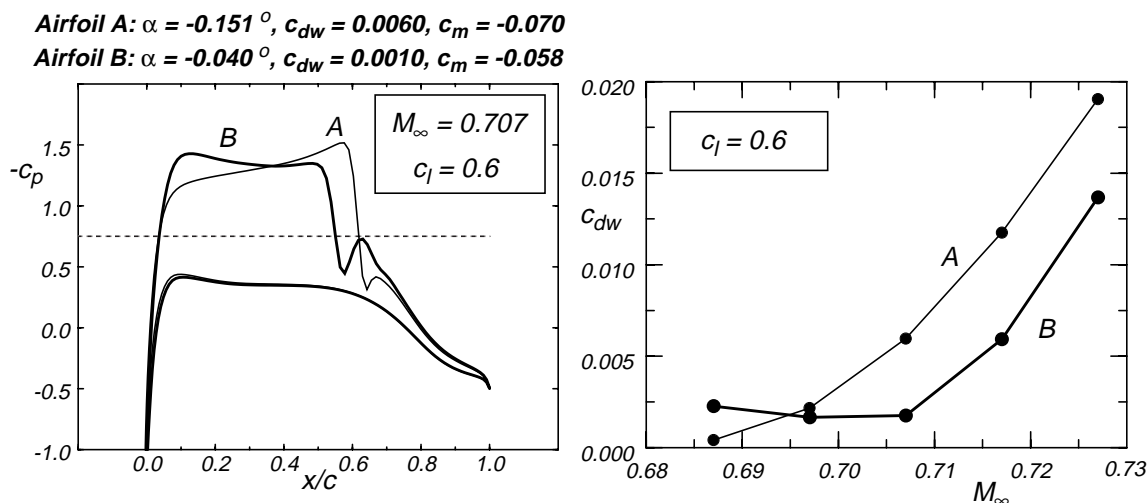 Airfoil A: α = -0.151 °, c_dw = 0.0060, c_m = -0.070
Airfoil B: α = -0.040 °, c_dw = 0.0010, c_m = -0.058
B
A
M_∞ = 0.707
c_l = 0.6
1.5
-c_p
1.0
0.5
0.0
-0.5
-1.0
0.0 0.2 0.4 0.6 0.8 1.0
x/c
0.020
c_l = 0.6
0.015
c_dw
A
0.010
B
0.005
0.000
0.68 0.69 0.70 0.71 0.72 0.73
M_∞